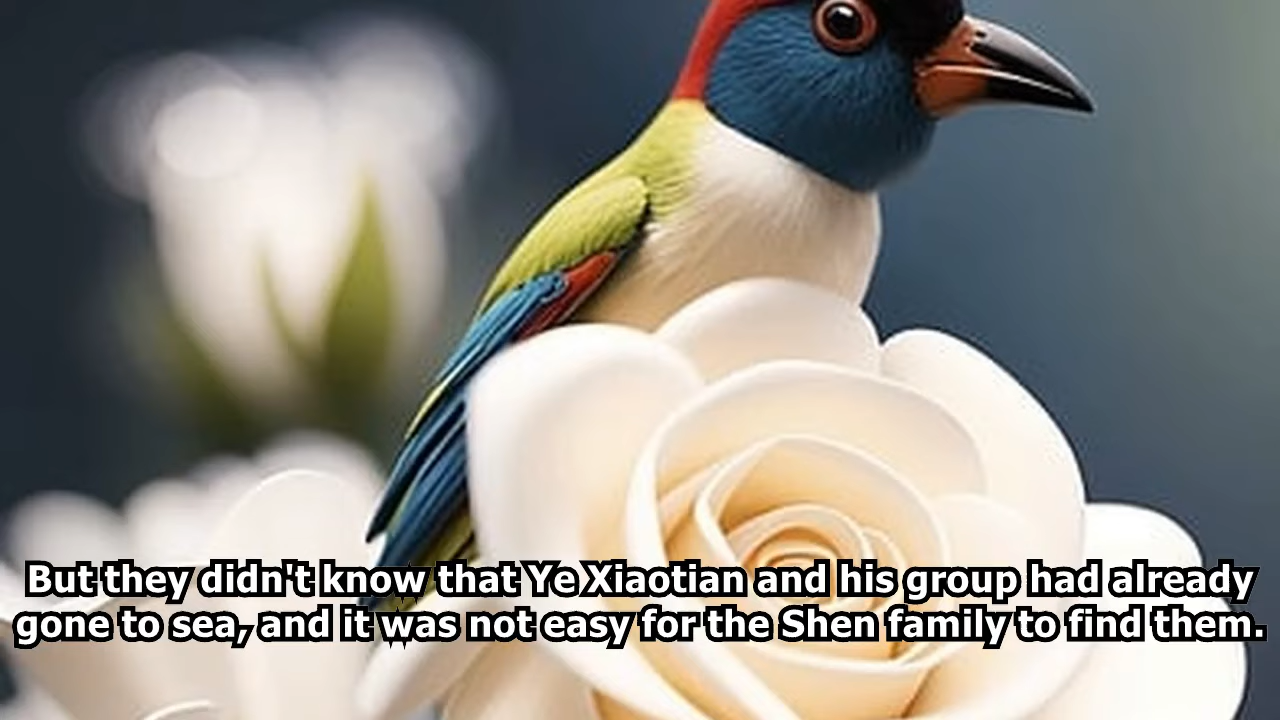 But they didn't know that Ye Xiaotian and his group had already
gone to sea, and it was not easy for the Shen family to find them.